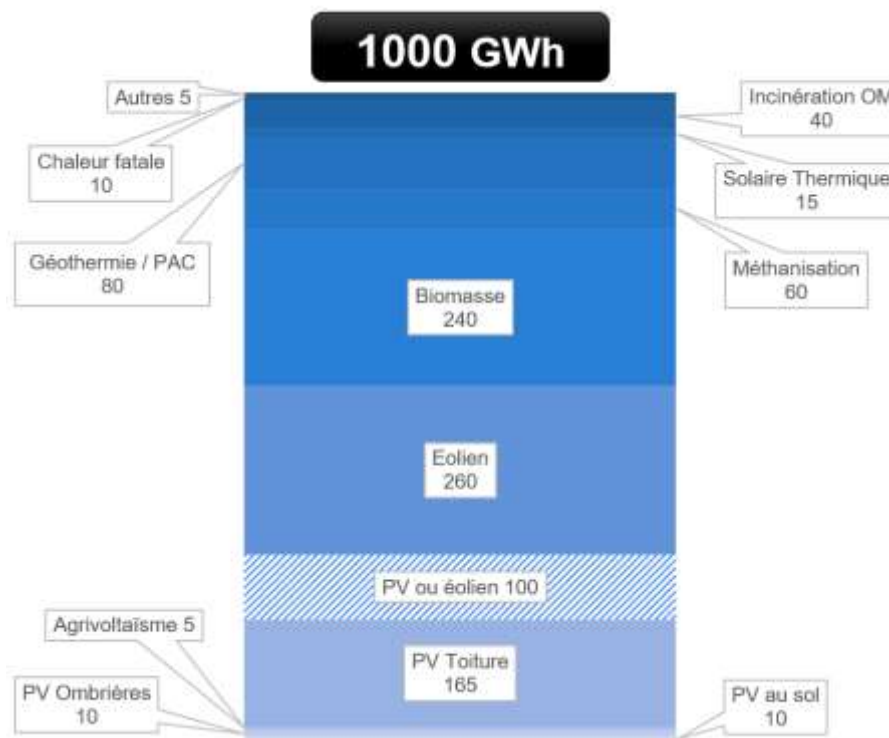 1000 GWh
Autres 5
Incinération OM
40
Chaleur fatale
10
Solaire Thermique
15
Géothermie / PAC
80
Méthanisation
60
Biomasse
240
Eolien
260
PV ou éolien 100
Agrivoltaïsme 5
PV Toiture
165
PV Ombrières
10
PV au sol
10